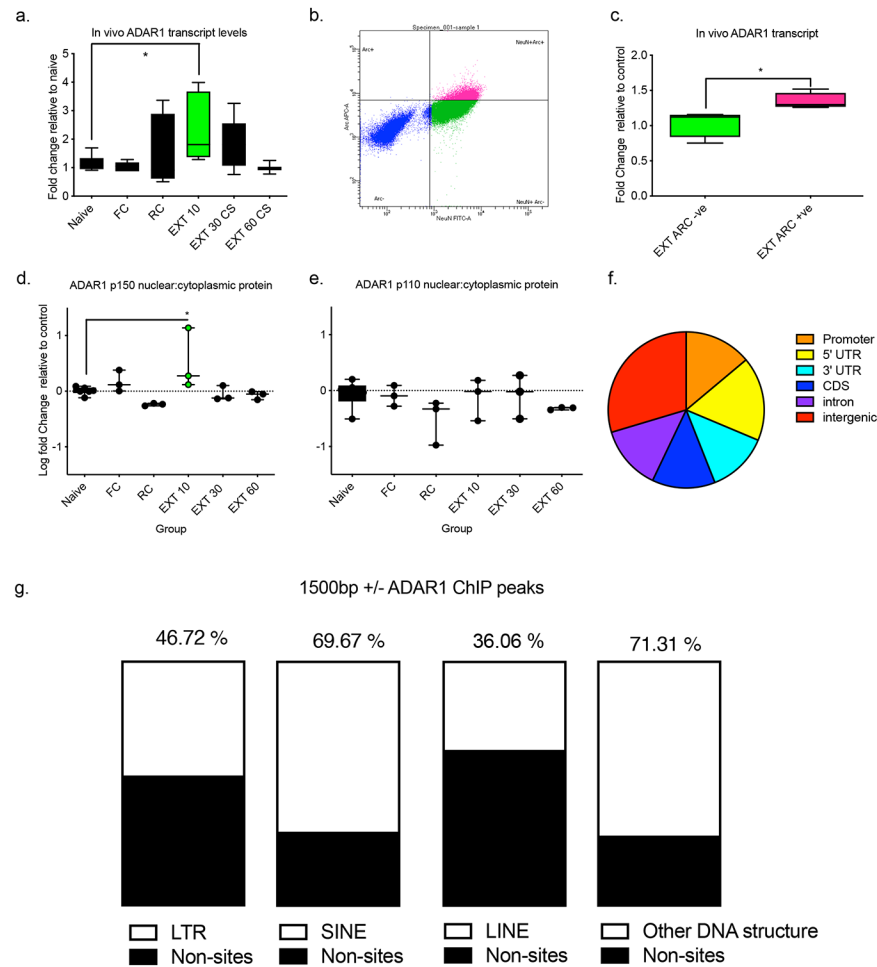 a.
In vivo ADAR1 transcript levels
Fold change relative to naive
5
4
3
2
1
0
*
Naive
FC
RC
EXT 10
EXT 30 CS
EXT 60 CS
b.
Specimen_001-sample 1
Arc+
NeuN+Arc+
Arc APC-A
Arc-
NeuN+ Arc-
NeuN FITC-A
c.
In vivo ADAR1 transcript
Fold Change relative to control
2.0
1.5
1.0
0.5
0.0
*
EXT ARC -ve
EXT ARC +ve
d.
ADAR1 p150 nuclear:cytoplasmic protein
Log fold Change relative to control
1
0
-1
*
Naive
FC
RC
EXT 10
EXT 30
EXT 60
Group
e.
ADAR1 p110 nuclear:cytoplasmic protein
1
0
-1
Naive
FC
RC
EXT 10
EXT 30
EXT 60
Group
f.
Promoter
5' UTR
3' UTR
CDS
intron
intergenic
g.
1500bp +/- ADAR1 ChIP peaks
46.72 % 69.67 % 36.06 % 71.31 %
LTR SINE LINE Other DNA structure
Non-sites Non-sites Non-sites Non-sites